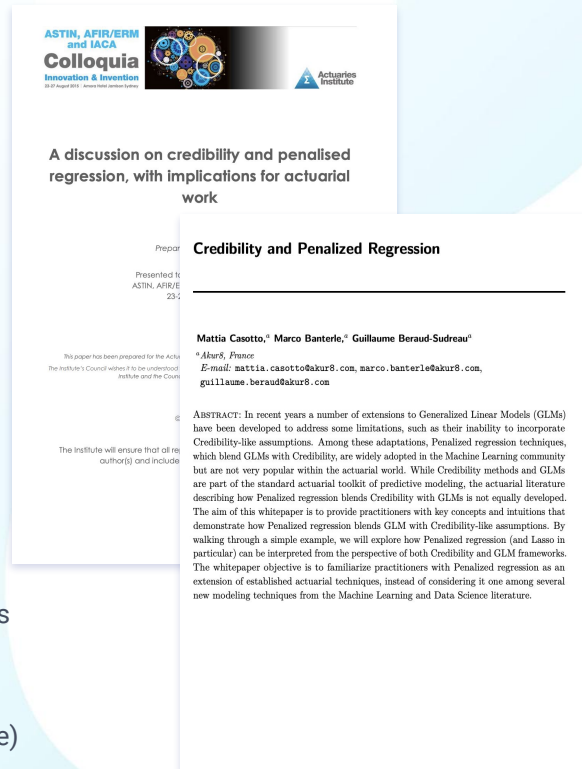 ASTIN, AFIR/ERM
and IACA
Colloquia
Innovation & Invention
23-27 August 2015 | Amora Hotel Jamison Sydney
Actuaries
Institute
A discussion on credibility and penalised
regression, with implications for actuarial
work
Presented to
ASTIN, AFIR/E
23-2
This paper has been prepared for the Actu
The Institute's Council wishes it to be understood
Institute and the Counc
©
The Institute will ensure that all rep
author(s) and include
Credibility and Penalized Regression
Mattia Casotto,ᵃ Marco Banterle,ᵃ Guillaume Beraud-Sudreauᵃ
ᵃAkur8, France
E-mail: mattia.casotto@akur8.com, marco.banterle@akur8.com,
guillaume.beraud@akur8.com
ABSTRACT: In recent years a number of extensions to Generalized Linear Models (GLMs)
have been developed to address some limitations, such as their inability to incorporate
Credibility-like assumptions. Among these adaptations, Penalized regression techniques,
which blend GLMs with Credibility, are widely adopted in the Machine Learning community
but are not very popular within the actuarial world. While Credibility methods and GLMs
are part of the standard actuarial toolkit of predictive modeling, the actuarial literature
describing how Penalized regression blends Credibility with GLMs is not equally developed.
The aim of this whitepaper is to provide practitioners with key concepts and intuitions that
demonstrate how Penalized regression blends GLM with Credibility-like assumptions. By
walking through a simple example, we will explore how Penalized regression (and Lasso in
particular) can be interpreted from the perspective of both Credibility and GLM frameworks.
The whitepaper objective is to familiarize practitioners with Penalized regression as an
extension of established actuarial techniques, instead of considering it one among several
new modeling techniques from the Machine Learning and Data Science literature.
s
e)